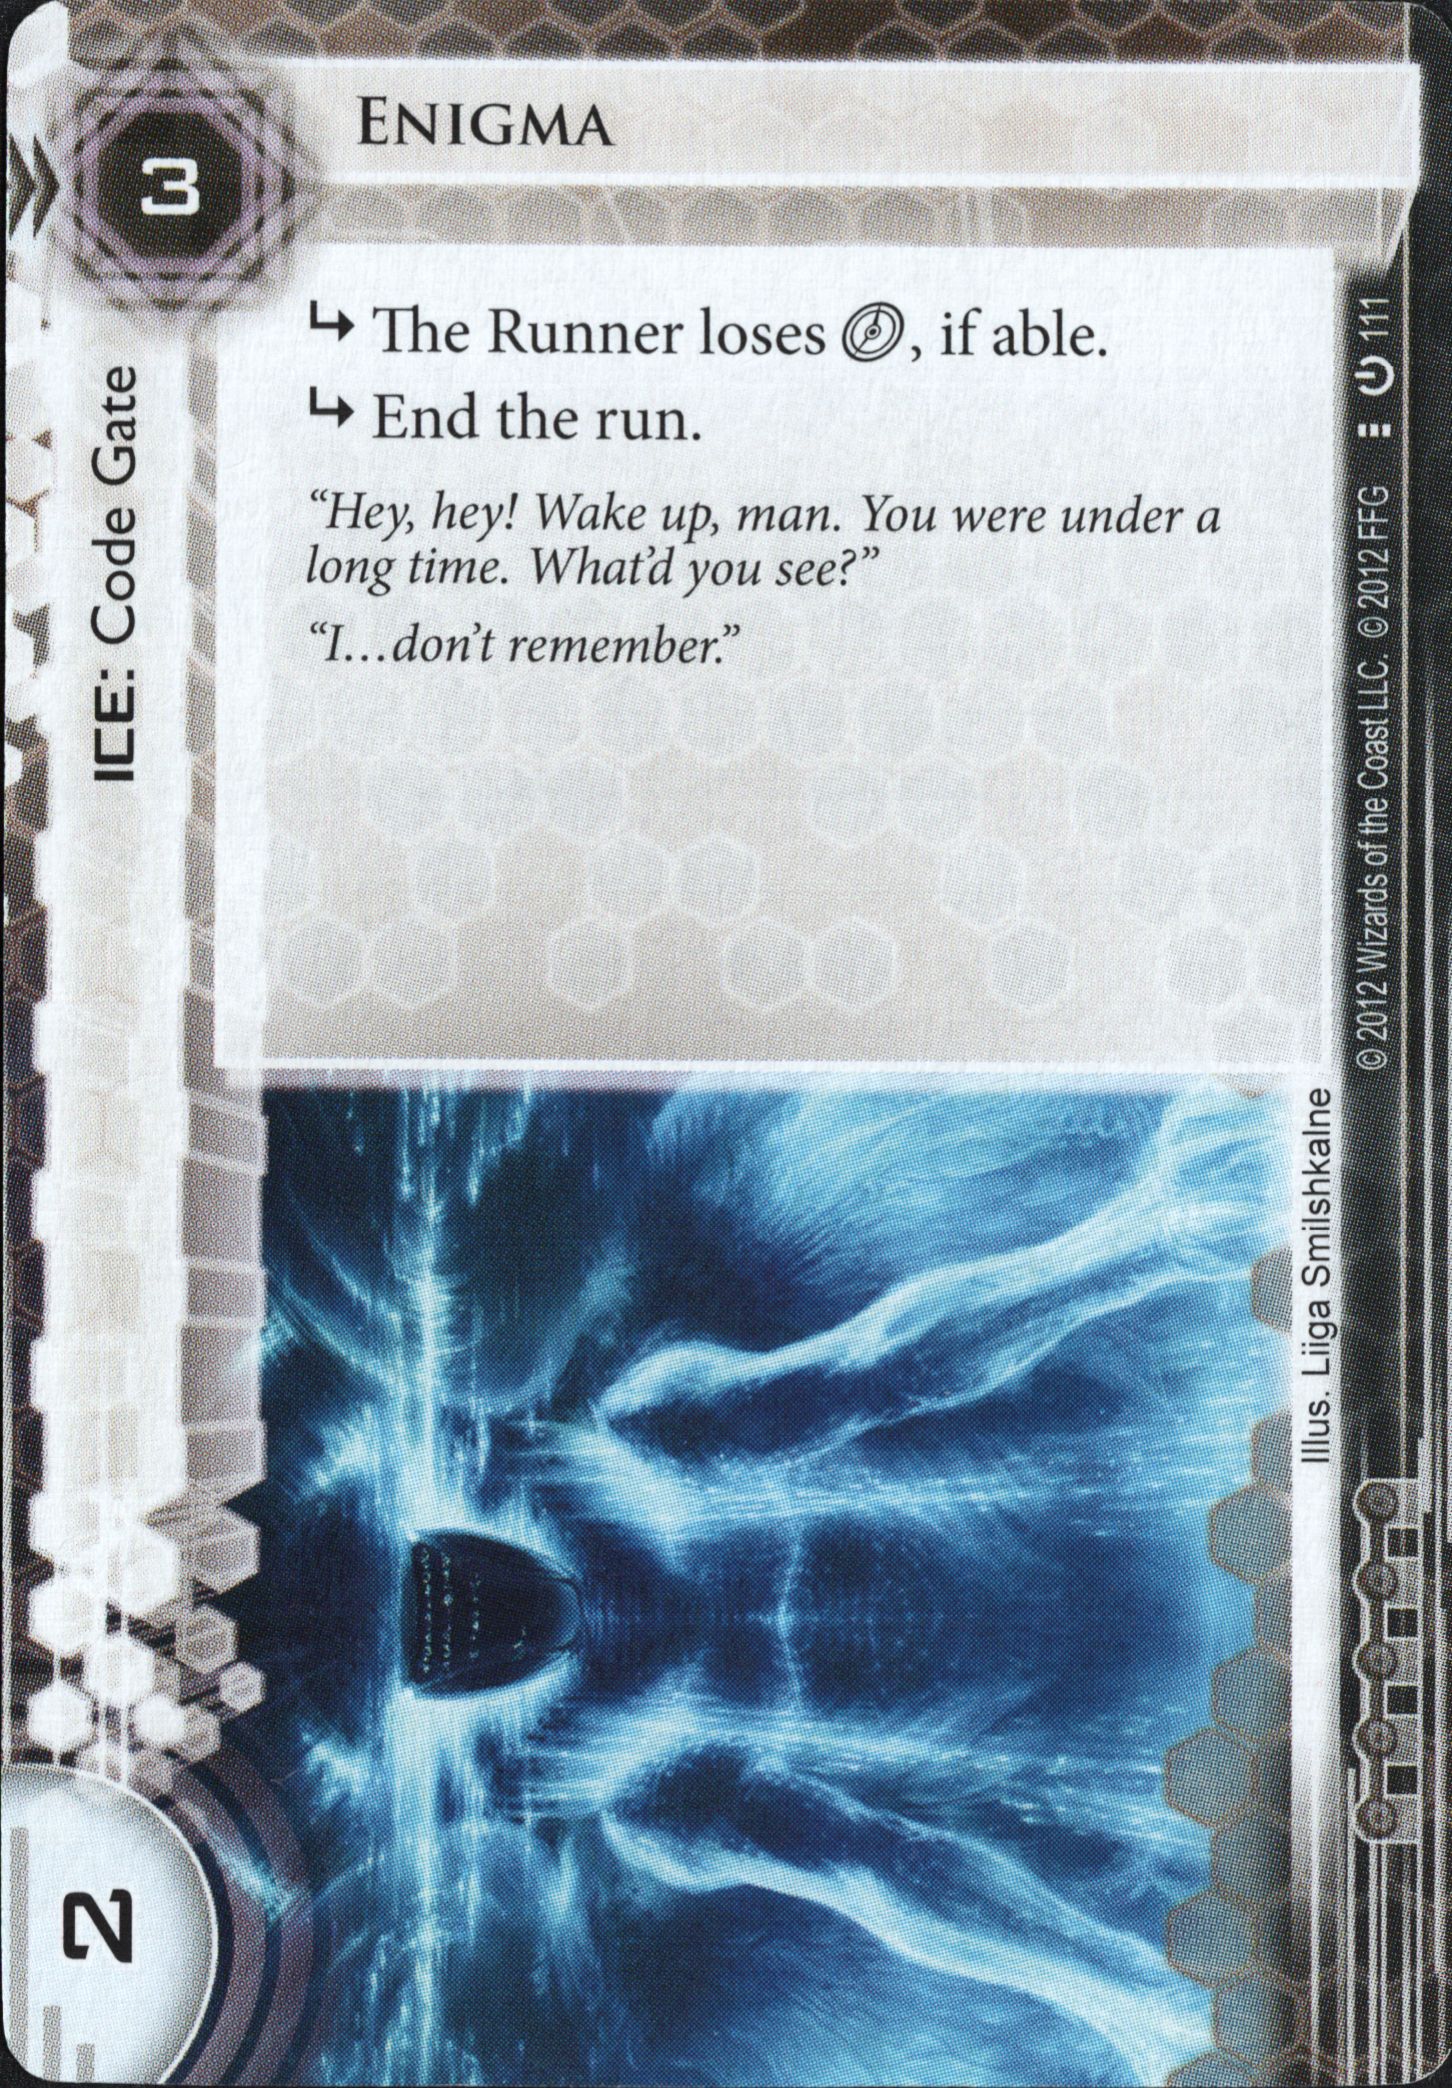 3
ENIGMA
The Runner loses , if able.
End the run.
“Hey, hey! Wake up, man. You were under a
long time. What’d you see?”
“I…don’t remember.”
ICE: Code Gate
2
Illus. Liiga Smilshkalne
© 2012 Wizards of the Coast LLC. © 2012 FFG 111